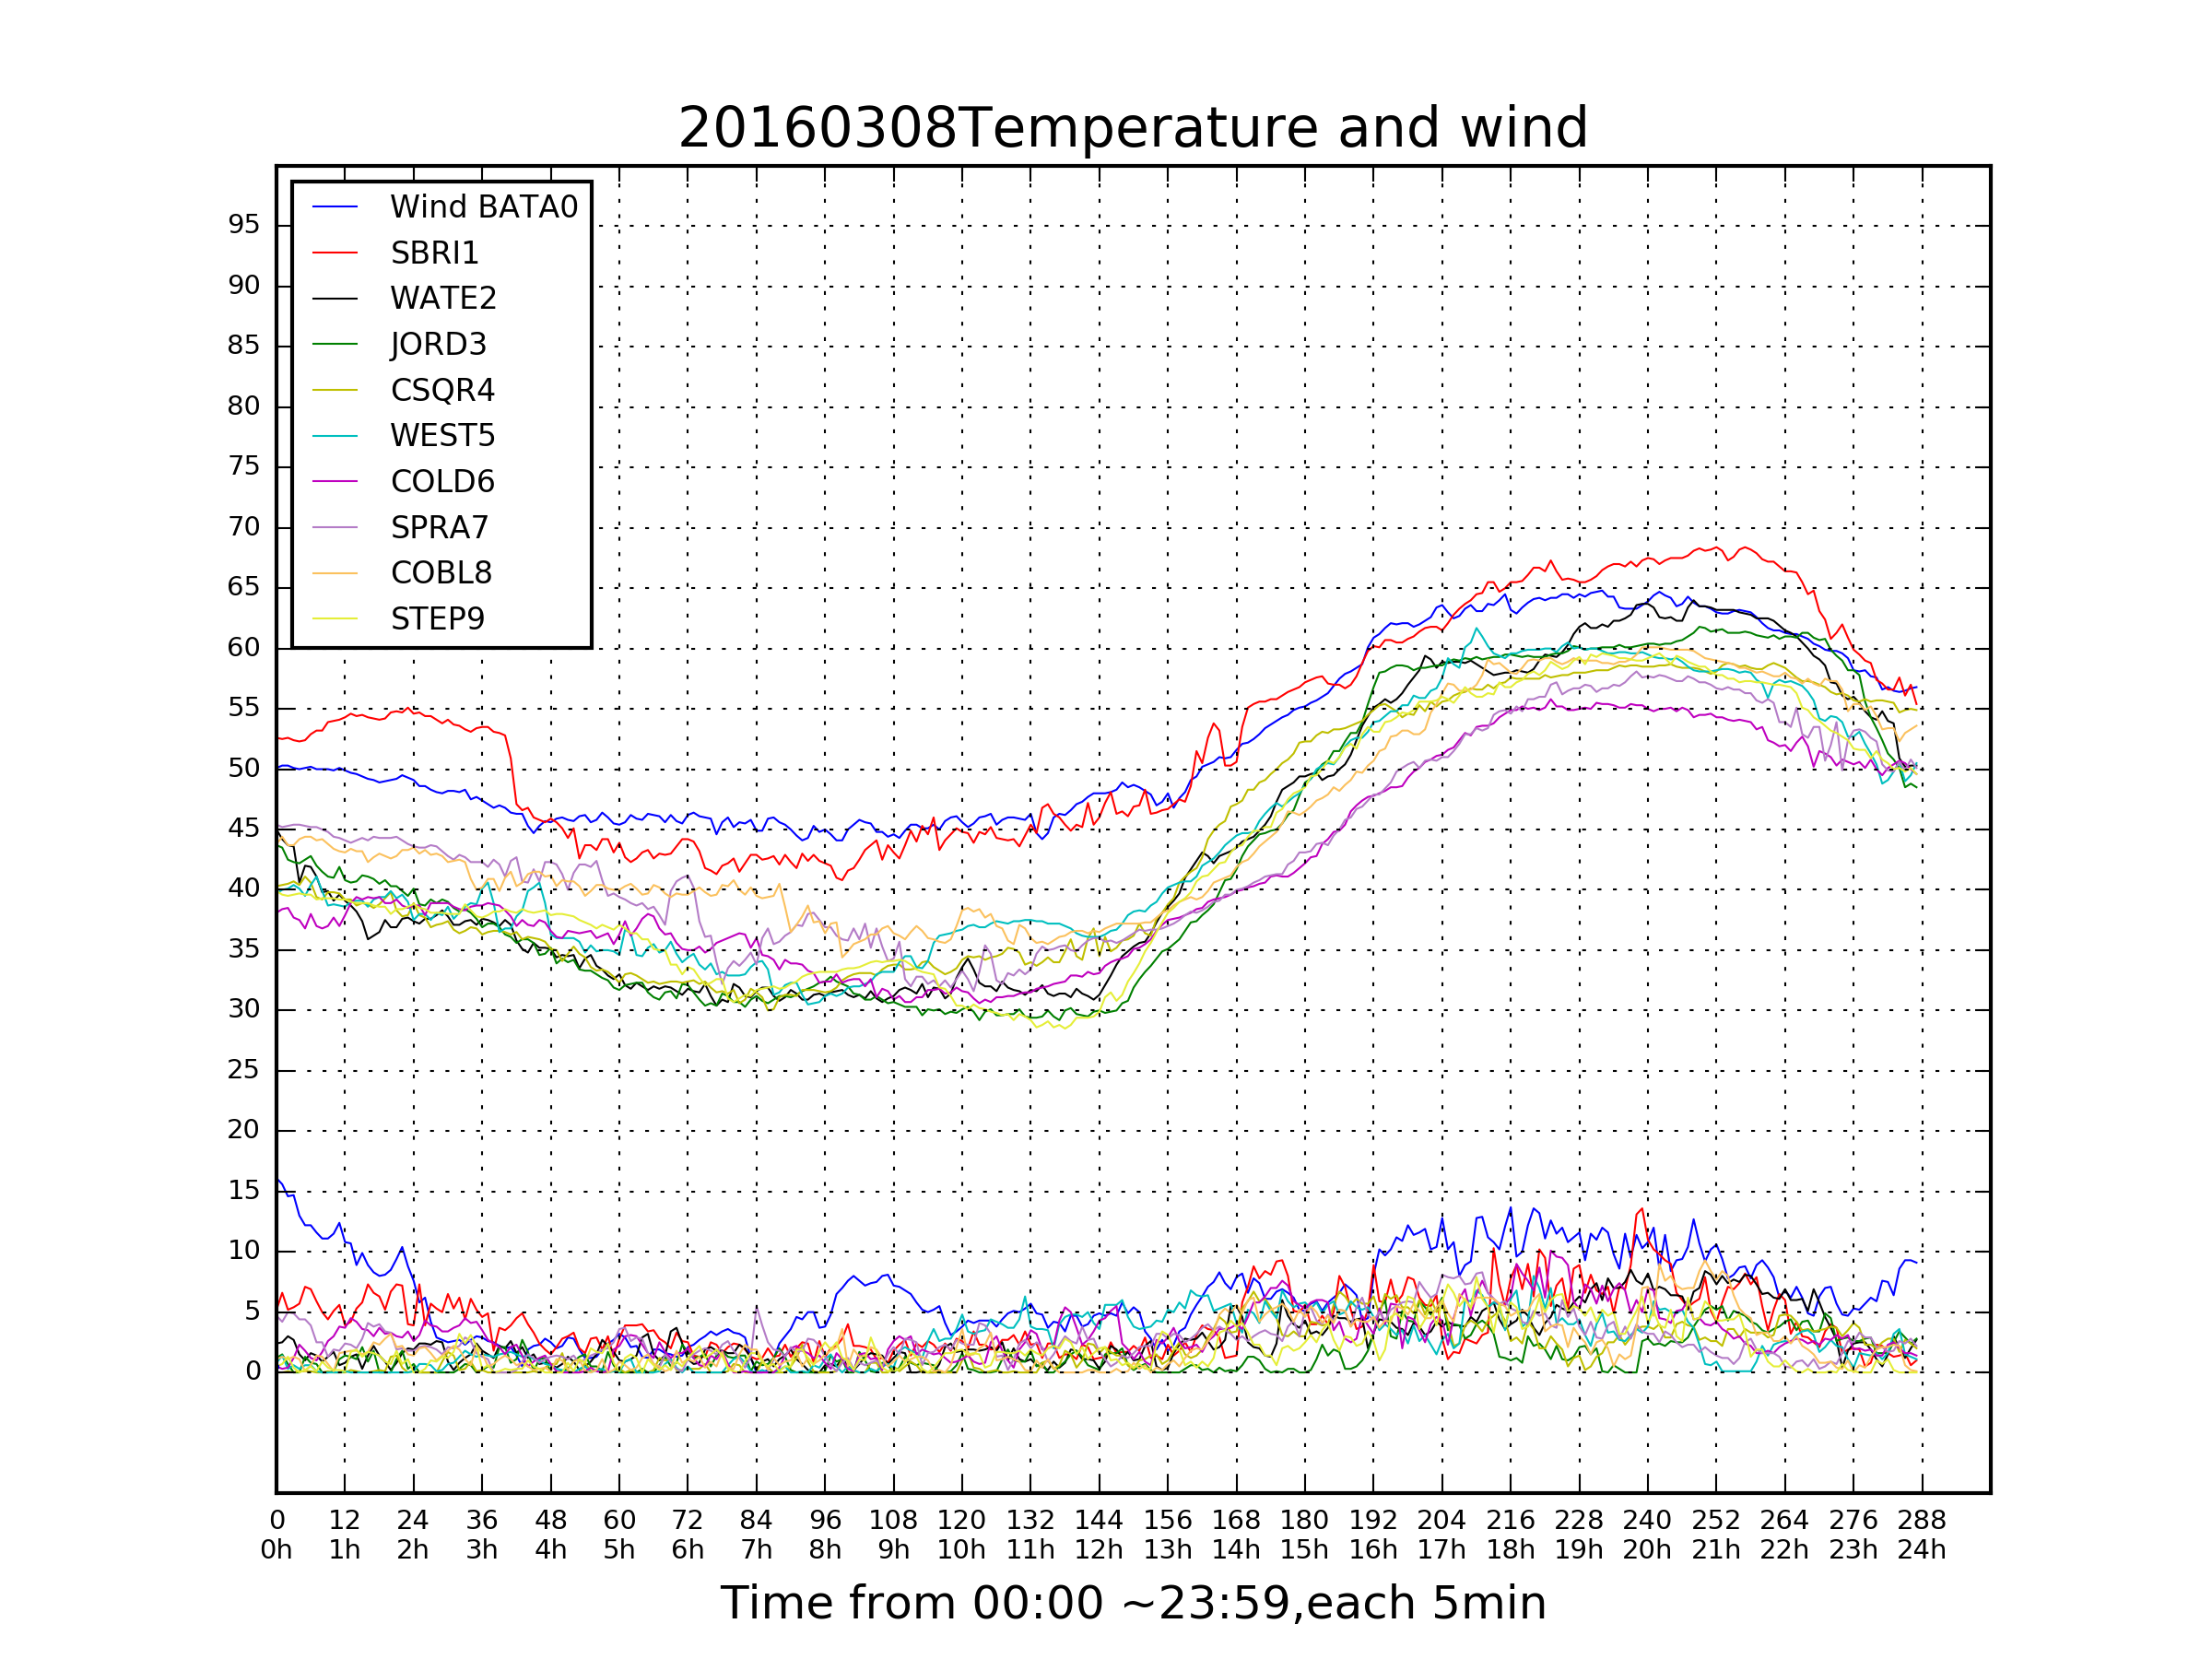 20160308Temperature and wind
Wind BATA0
SBRI1
WATE2
JORD3
CSQR4
WEST5
COLD6
SPRA7
COBL8
STEP9
95
90
85
80
75
70
65
60
55
50
45
40
35
30
25
20
15
10
5
0
0 12 24 36 48 60 72 84 96 108 120 132 144 156 168 180 192 204 216 228 240 252 264 276 288
0h 1h 2h 3h 4h 5h 6h 7h 8h 9h 10h 11h 12h 13h 14h 15h 16h 17h 18h 19h 20h 21h 22h 23h 24h
Time from 00:00 ~23:59,each 5min